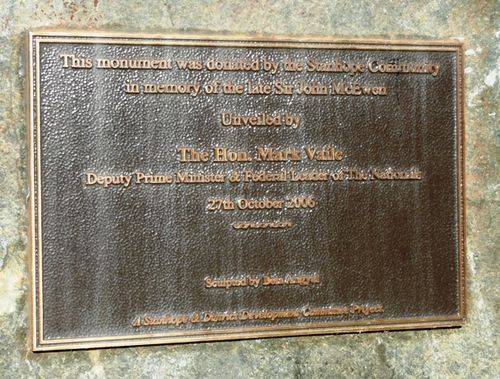 This monument was donated by the Stanhope Community
in memory of the late Sir John McEwen
Unveiled by
The Hon. Mark Vaile
Deputy Prime Minister & Federal Leader of The Nationals
27th October 2006
Sculpted by Ben
A Stanhope & District Development Committee Project